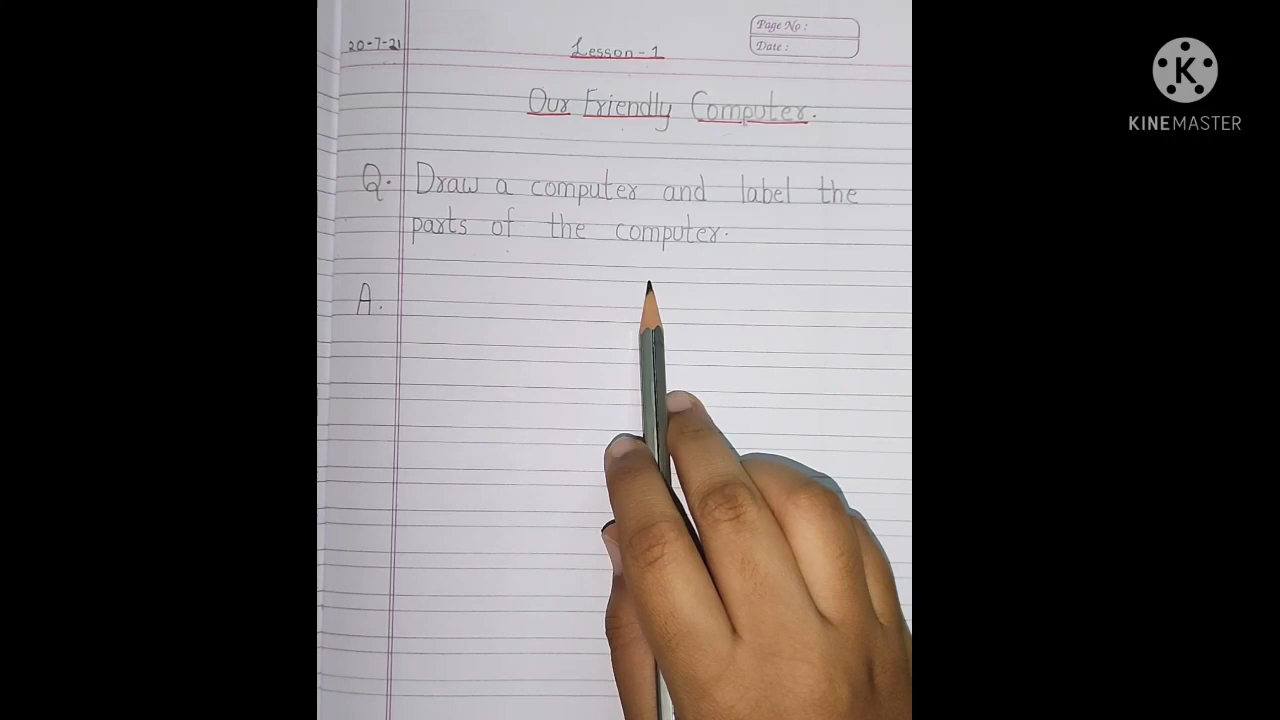 20-7-21
Lesson - 1
Page No :
Date :
Our Friendly Computer.
Q. Draw a computer and label the
parts of the computer.
A.
K
KINEMASTER